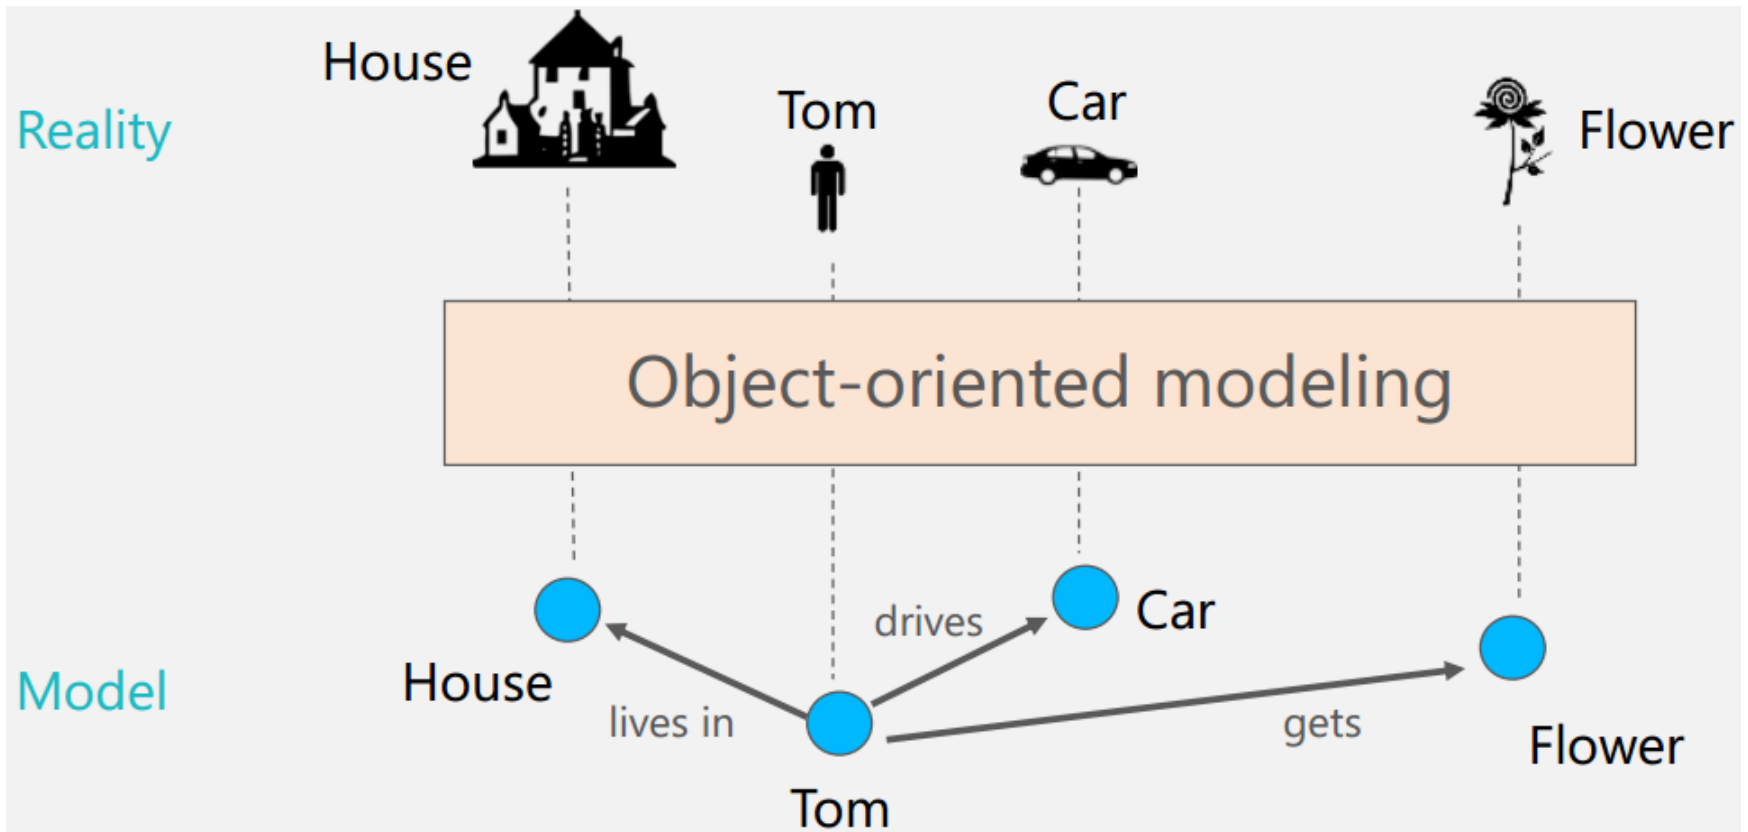 House
Tom
Car
Flower
Reality
Object-oriented modeling
drives
Car
House
Model
lives in
gets
Flower
Tom